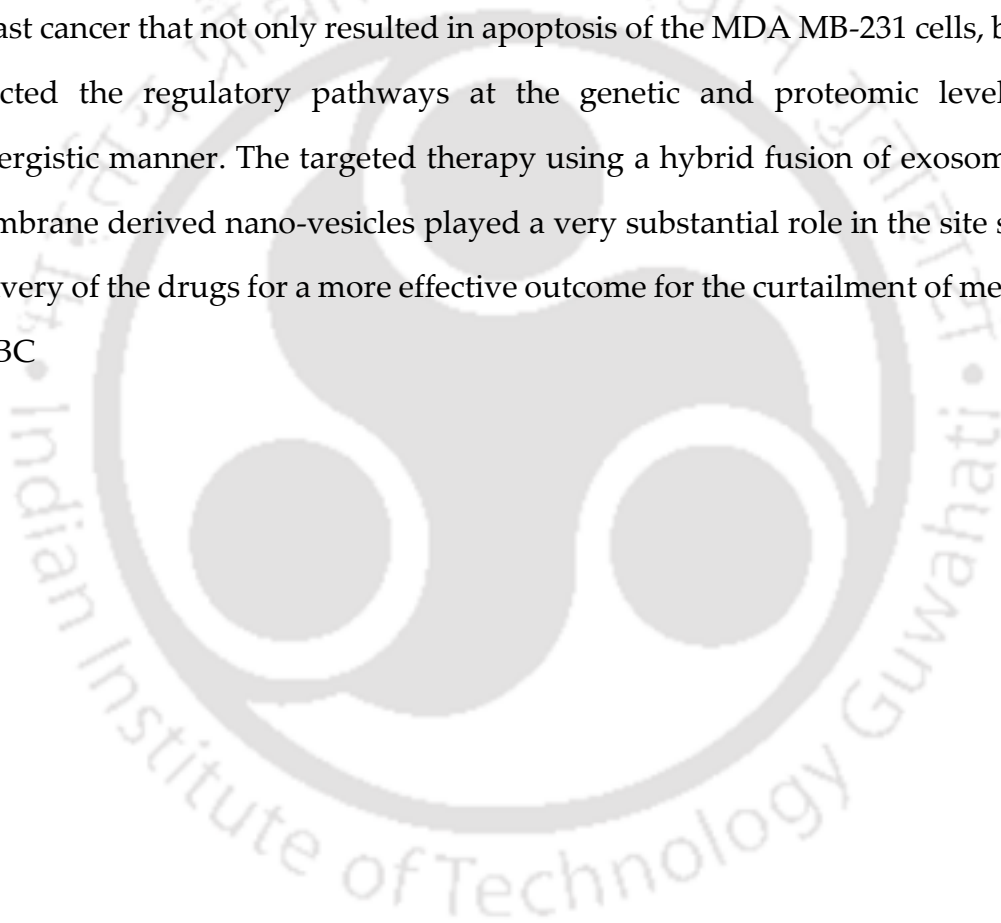 ast cancer that not only resulted in apoptosis of the MDA MB-231 cells, b
cted the regulatory pathways at the genetic and proteomic level
ergistic manner. The targeted therapy using a hybrid fusion of exosom
mbrane derived nano-vesicles played a very substantial role in the site s
very of the drugs for a more effective outcome for the curtailment of me
BC
Indian Institute of Technology Guwahati